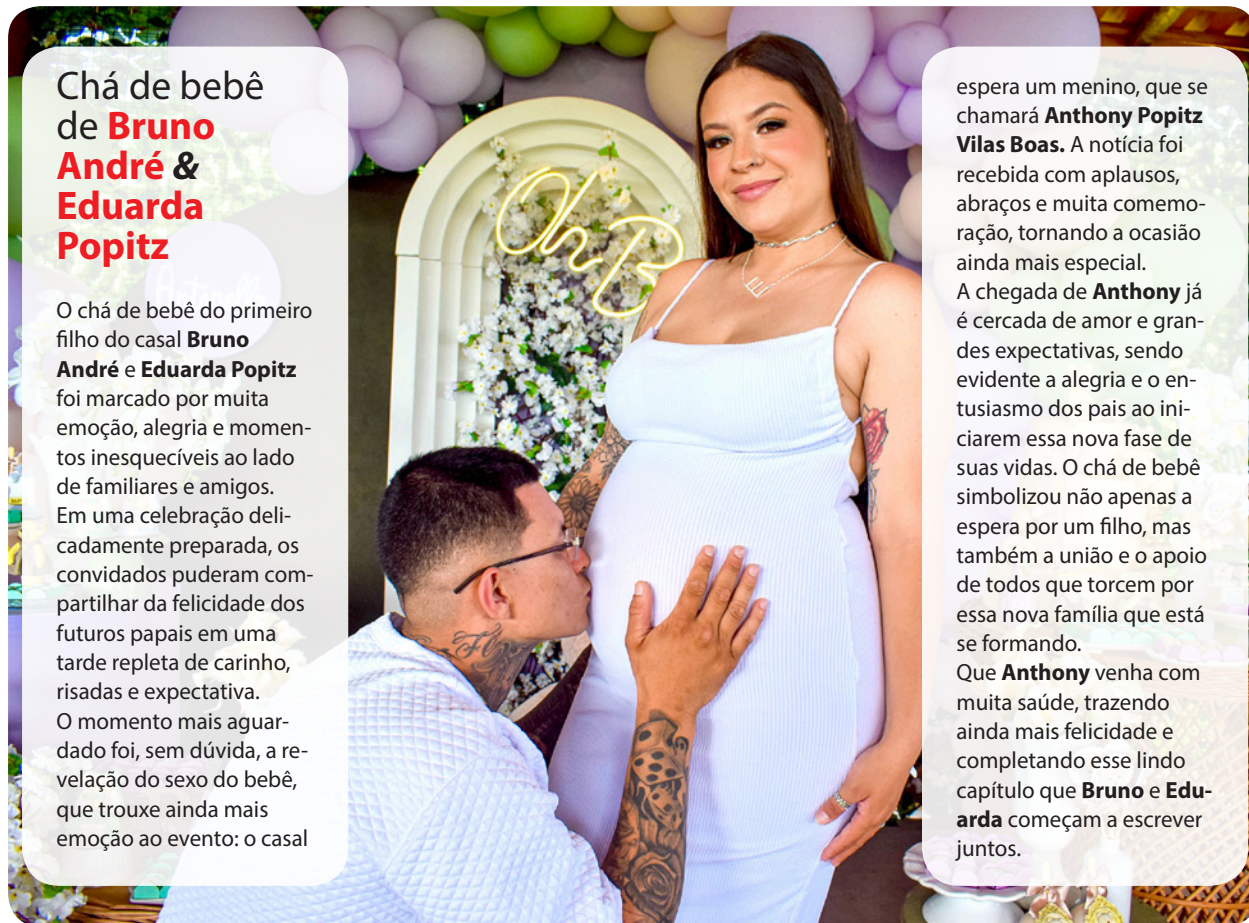 Chá de bebê
de Bruno
André &
Eduarda
Popitz
O chá de bebê do primeiro
filho do casal Bruno
André e Eduarda Popitz
foi marcado por muita
emoção, alegria e momen-
tos inesquecíveis ao lado
de familiares e amigos.
Em uma celebração deli-
cadamente preparada, os
convidados puderam com-
partilhar da felicidade dos
futuros papais em uma
tarde repleta de carinho,
risadas e expectativa.
O momento mais aguar-
dado foi, sem dúvida, a re-
velação do sexo do bebê,
que trouxe ainda mais
emoção ao evento: o casal
espera um menino, que se
chamará Anthony Popitz
Vilas Boas. A notícia foi
recebida com aplausos,
abraços e muita comemo-
ração, tornando a ocasião
ainda mais especial.
A chegada de Anthony já
é cercada de amor e gran-
des expectativas, sendo
evidente a alegria e o en-
tusiasmo dos pais ao ini-
ciarem essa nova fase de
suas vidas. O chá de bebê
simbolizou não apenas a
espera por um filho, mas
também a união e o apoio
de todos que torcem por
essa nova família que está
se formando.
Que Anthony venha com
muita saúde, trazendo
ainda mais felicidade e
completando esse lindo
capítulo que Bruno e Edu-
arda começam a escrever
juntos.
Oh B